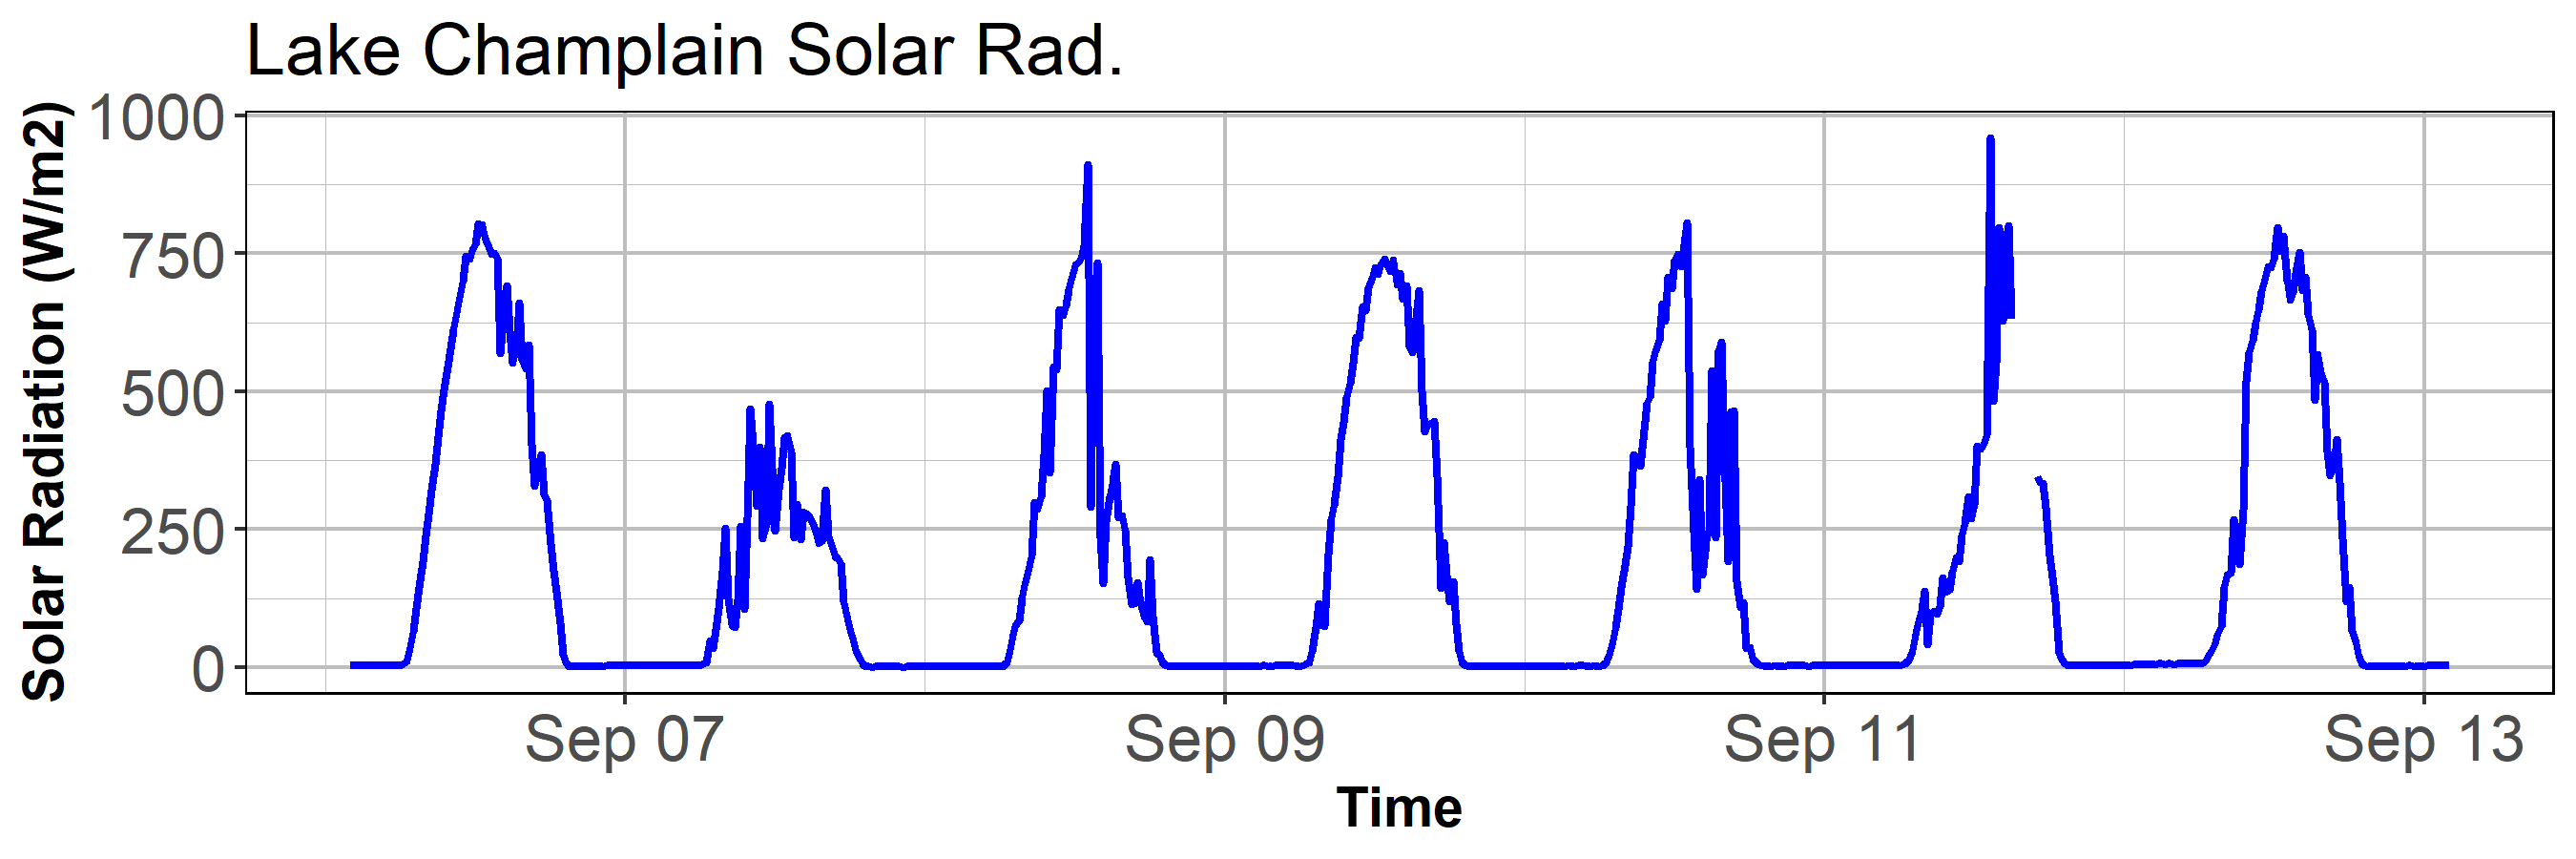 Lake Champlain Solar Rad.
Solar Radiation (W/m2)
1000
750
500
250
0
Sep 07 Sep 09 Sep 11 Sep 13
Time